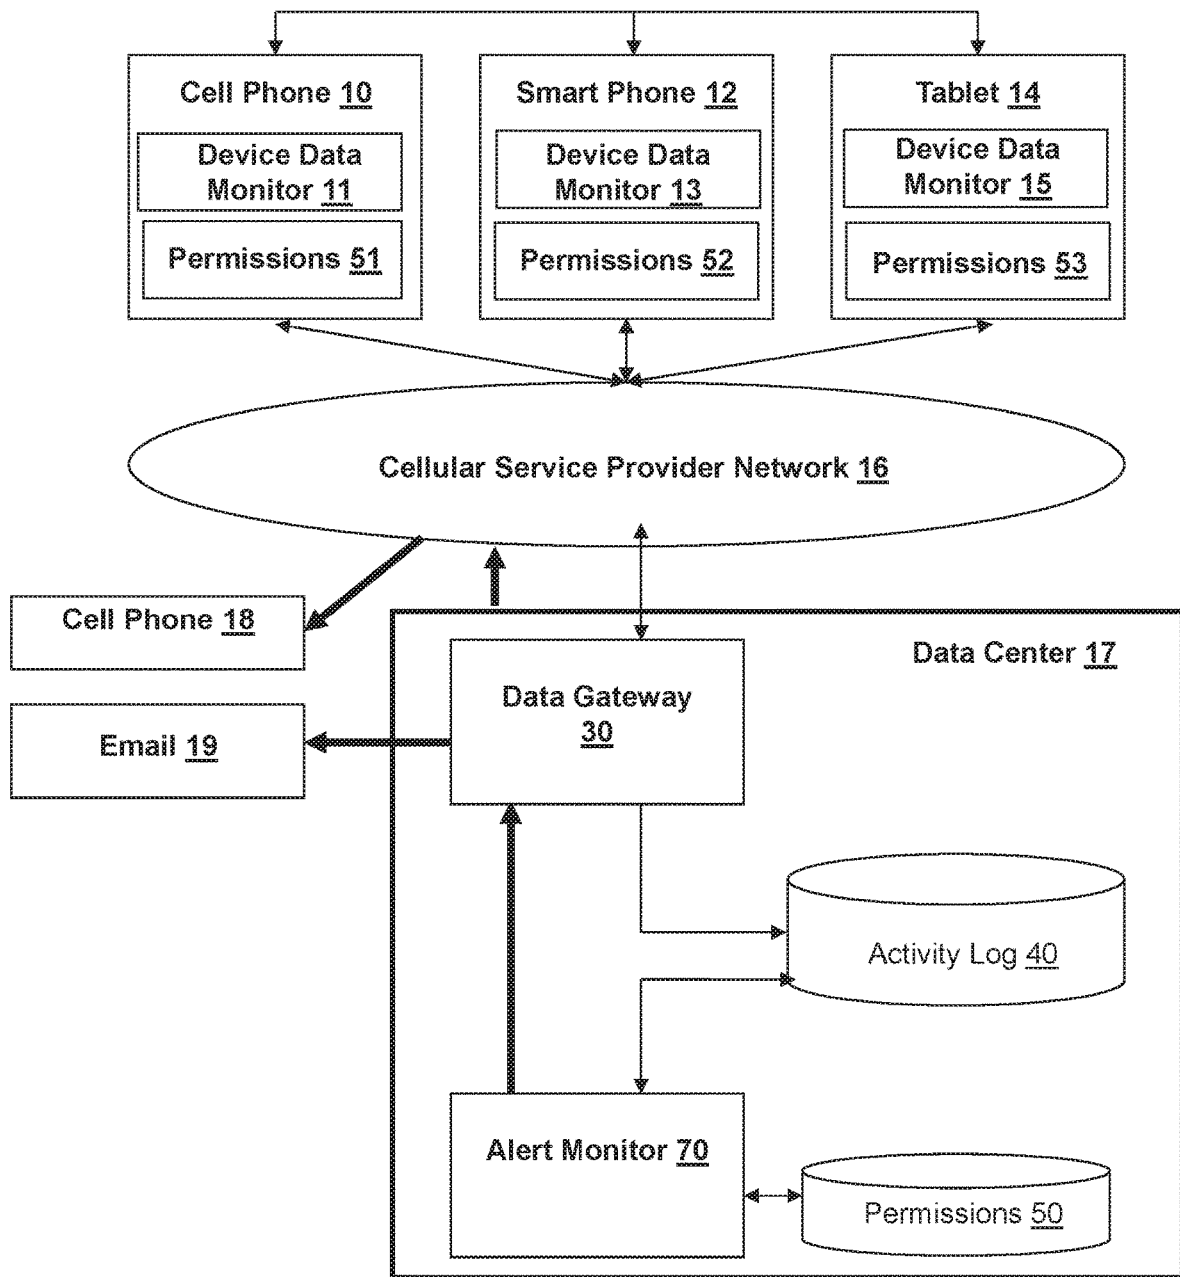 Cell Phone 10
Smart Phone 12
Tablet 14
Device Data
Monitor 11
Device Data
Monitor 13
Device Data
Monitor 15
Permissions 51
Permissions 52
Permissions 53
Cellular Service Provider Network 16
Cell Phone 18
Data Center 17
Data Gateway
30
Email 19
Activity Log 40
Alert Monitor 70
Permissions 50